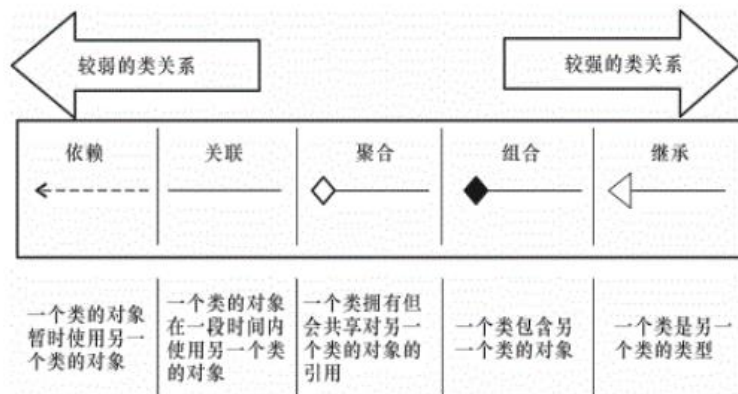 较弱的类关系
较强的类关系
依赖
关联
聚合
组合
继承
一个类的对象
暂时使用另一
个类的对象
一个类的对象
在一段时间内
使用另一个类
的对象
一个类拥有但
会共享对另一
个类的对象的
引用
一个类包含另
一个类的对象
一个类是另一
个类的类型